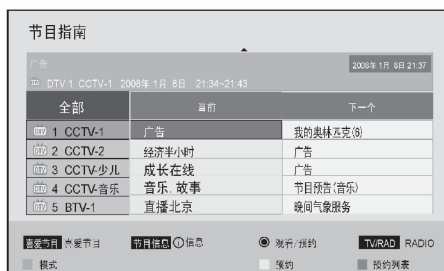 节目指南
广告
2008年 1月 8日 21:37
DTV 1 CCTV-1 2008年 1月 8日 21:34~21:43
全部 当前 下一个
DTV 1 CCTV-1 广告 我的奥林匹克(6)
DTV 2 CCTV-2 经济半小时 广告
DTV 3 CCTV-少儿 成长在线 广告
DTV 4 CCTV-音乐 音乐. 故事 节目预告(音乐)
DTV 5 BTV-1 直播北京 晚间气象服务
喜爱节目 喜爱节目 节目信息 信息 观看/预约 TV/RAD RADIO
模式 预约 预约列表